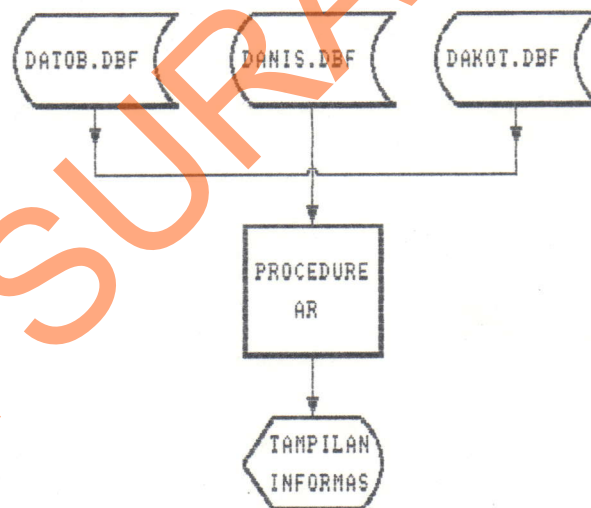 DATOB.DBF
DANIS.DBF
DAKOT.DBF
PROCEDURE
AR
TAMPILAN
INFORMAS
SURA